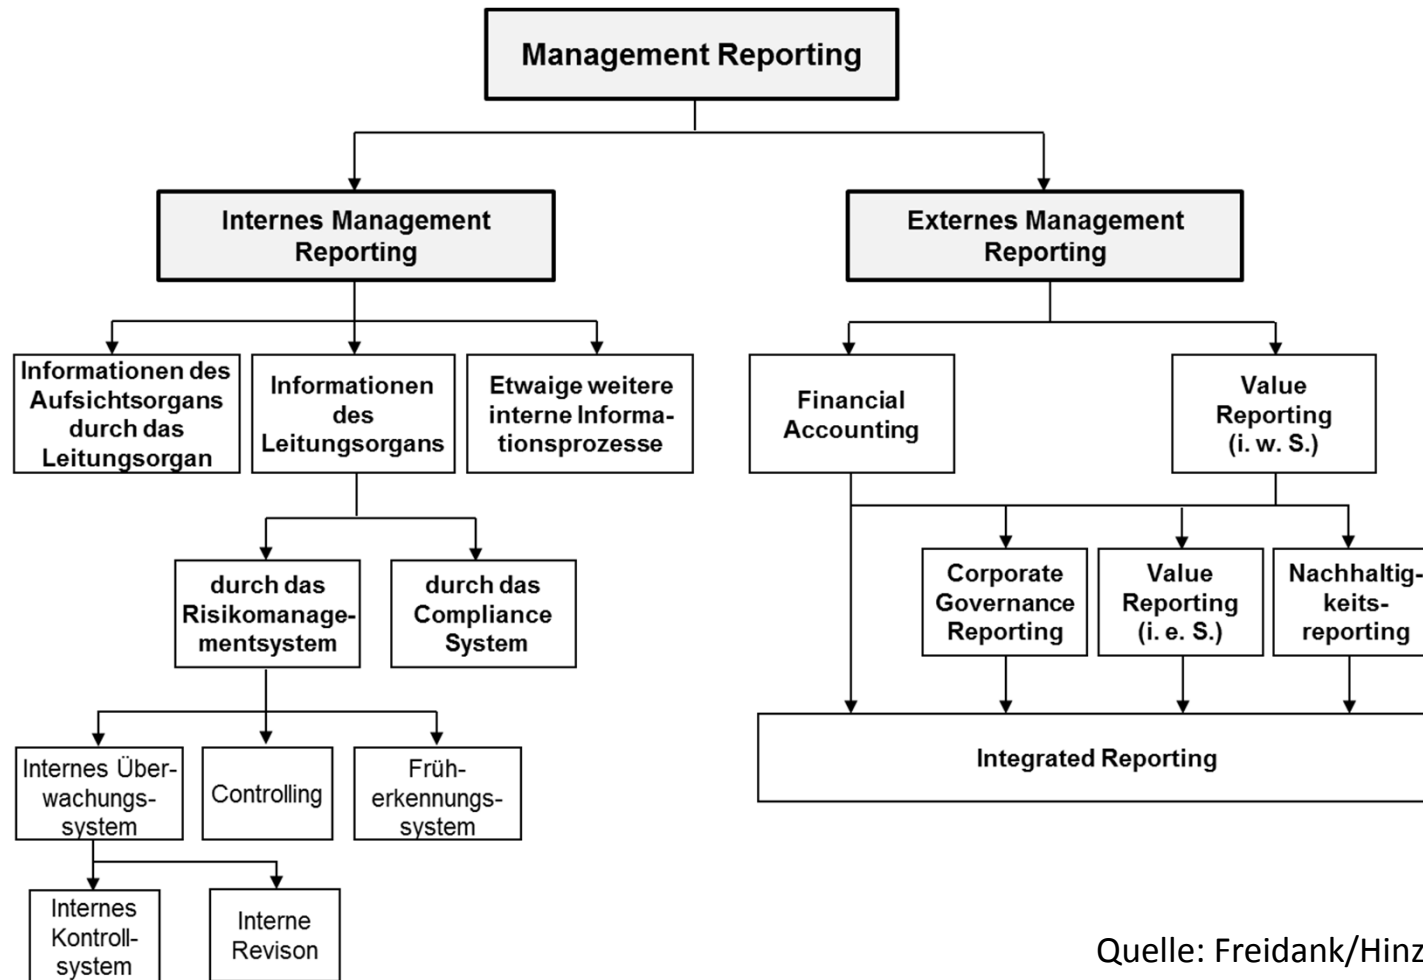 Management Reporting
Internes Management
Reporting
Externes Management
Reporting
Informationen des
Aufsichtsorgans
durch das
Leitungsorgan
Informationen
des
Leitungsorgans
Etwaige weitere
interne Informa-
tionsprozesse
Financial
Accounting
Value
Reporting
(i. w. S.)
durch das
Risikomanage-
mentsystem
durch das
Compliance
System
Corporate
Governance
Reporting
Value
Reporting
(i. e. S.)
Nachhaltig-
keits-
reporting
Internes Über-
wachungs-
system
Controlling
Früh-
erkennungs-
system
Integrated Reporting
Internes
Kontroll-
system
Interne
Revison
Quelle: Freidank/Hinz